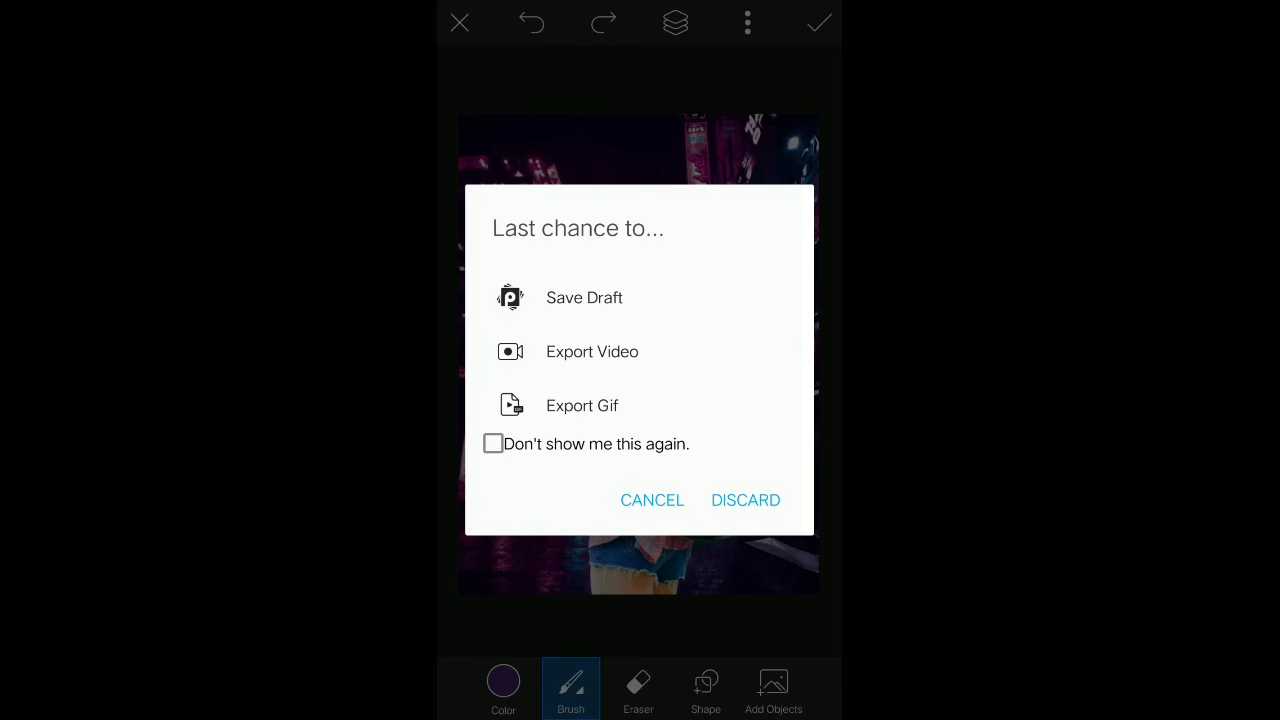 Last chance to...
Save Draft
Export Video
Export Gif
Don't show me this again.
CANCEL DISCARD
Color Brush Eraser Shape Add Objects